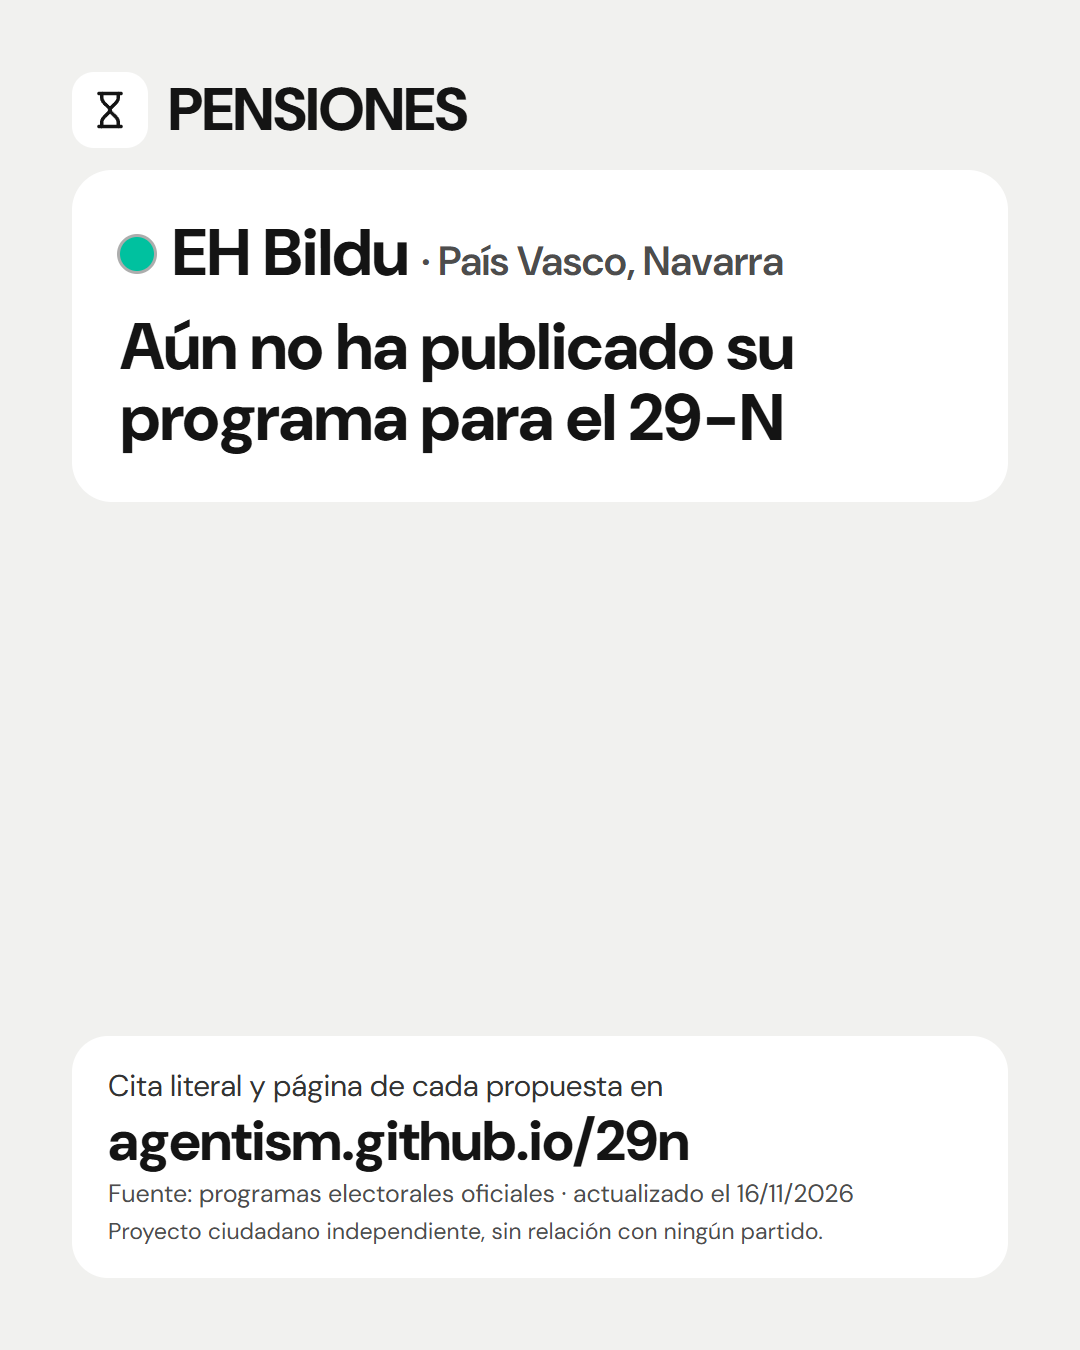 PENSIONES
EH Bildu · País Vasco, Navarra
Aún no ha publicado su
programa para el 29-N
Cita literal y página de cada propuesta en
agentism.github.io/29n
Fuente: programas electorales oficiales · actualizado el 16/11/2026
Proyecto ciudadano independiente, sin relación con ningún partido.